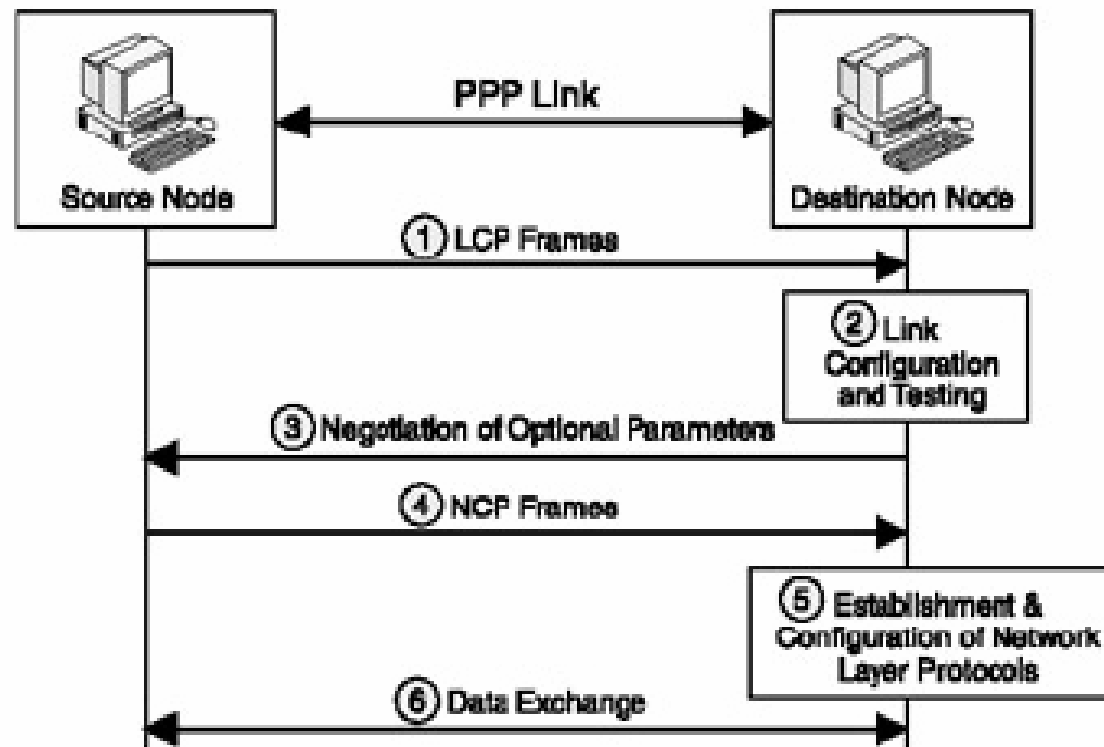 PPP Link
Source Node
Destination Node
1 LCP Frames
2 Link
Configuration
and Testing
3 Negotiation of Optional Parameters
4 NCP Frames
5 Establishment &
Configuration of Network
Layer Protocols
6 Data Exchange